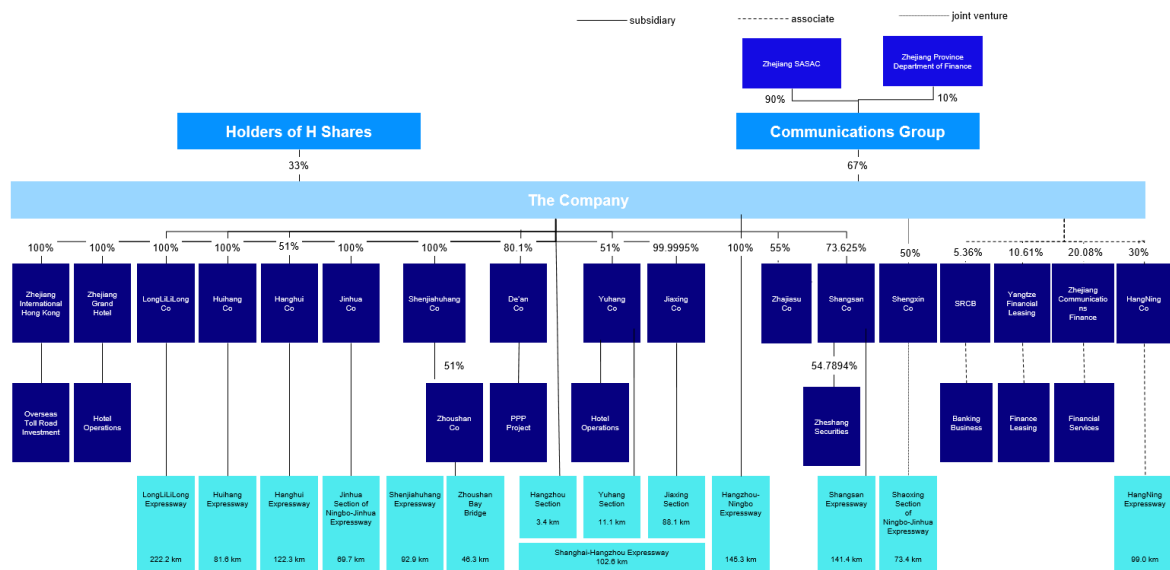 subsidiary
associate
joint venture
Zhejiang SASAC
Zhejiang Province
Department of Finance
90%
10%
Holders of H Shares
Communications Group
33%
67%
The Company
100%
100%
100%
100%
51%
100%
100%
80.1%
51%
99.9995%
100%
55%
73.625%
50%
5.36%
10.61%
20.08%
30%
Zhejiang
International
Hong Kong
Zhejiang
Grand
Hotel
LongLiLiLong
Co
Huihang
Co
Hanghui
Co
Jinhua
Co
Shenjiahuhang
Co
De'an
Co
Yuhang
Co
Jiaxing
Co
Zhajiasu
Co
Shangsan
Co
Shengxin
Co
SRCB
Yangtze
Financial
Leasing
Zhejiang
Communicatio
ns
Finance
HangNing
Co
51%
54.7894%
Overseas
Toll Road
Investment
Hotel
Operations
Zhoushan
Co
PPP
Project
Hotel
Operations
Zheshang
Securities
Banking
Business
Finance
Leasing
Financial
Services
LongLiLiLong
Expressway
222.2 km
Huihang
Expressway
81.6 km
Hanghui
Expressway
122.3 km
Jinhua
Section of
Ningbo-Jinhua
Expressway
69.7 km
Shenjiahuhang
Expressway
92.9 km
Zhoushan
Bay
Bridge
46.3 km
Hangzhou
Section
3.4 km
Yuhang
Section
11.1 km
Jiaxing
Section
88.1 km
Shanghai-Hangzhou Expressway
102.6 km
Hangzhou-
Ningbo
Expressway
145.3 km
Shangsan
Expressway
141.4 km
Shaoxing
Section
of
Ningbo-Jinhua
Expressway
73.4 km
HangNing
Expressway
99.0 km